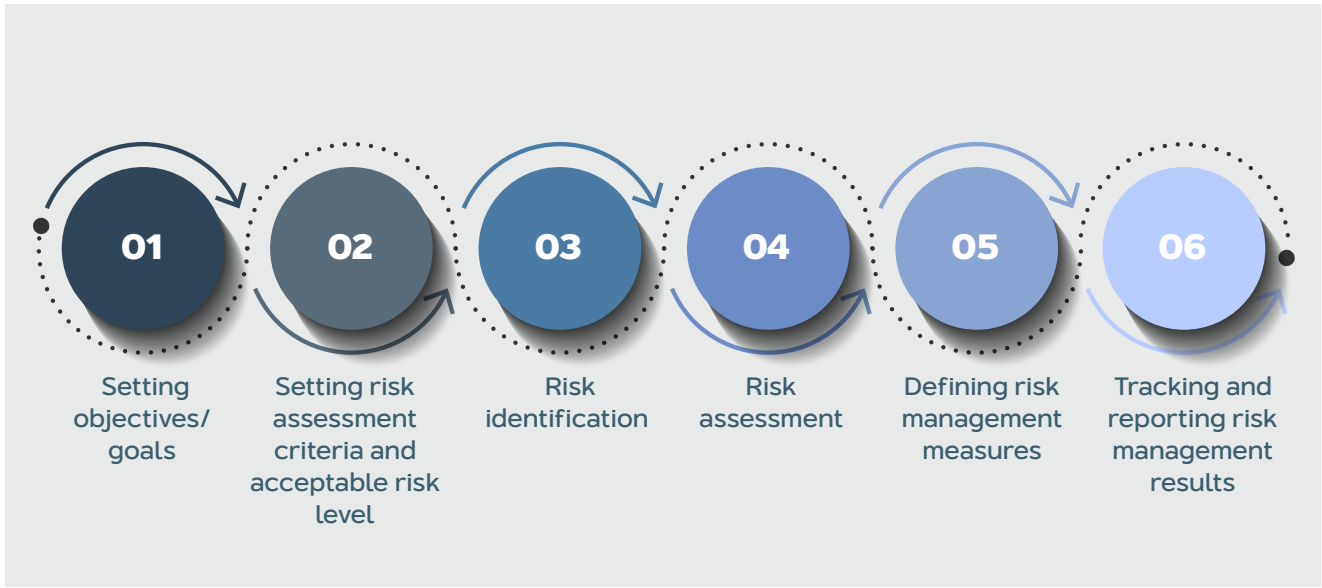 01
Setting
objectives/
goals
02
Setting risk
assessment
criteria and
acceptable risk
level
03
Risk
identification
04
Risk
assessment
05
Defining risk
management
measures
06
Tracking and
reporting risk
management
results